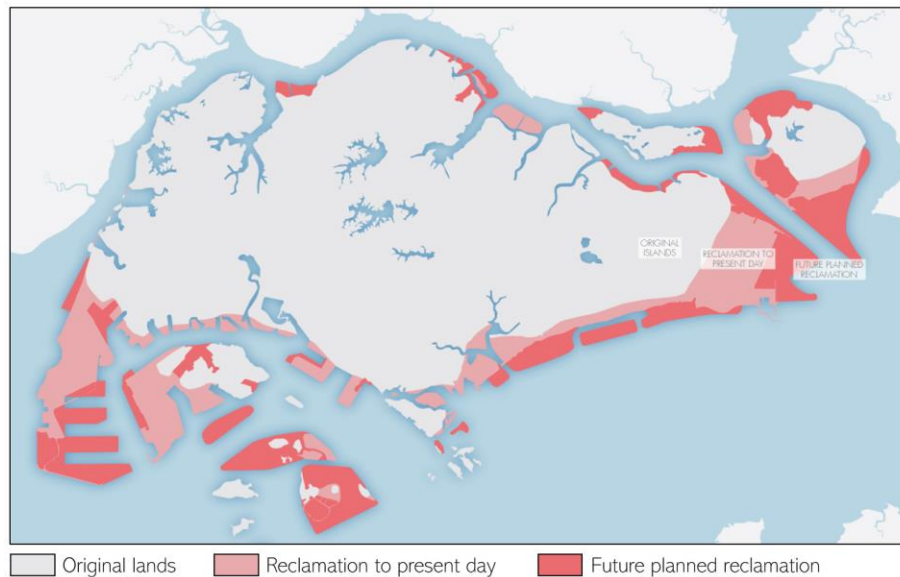 ORIGINAL
ISLANDS
RECLAMATION TO
PRESENT DAY
FUTURE PLANNED
RECLAMATION
Original lands
Reclamation to present day
Future planned reclamation